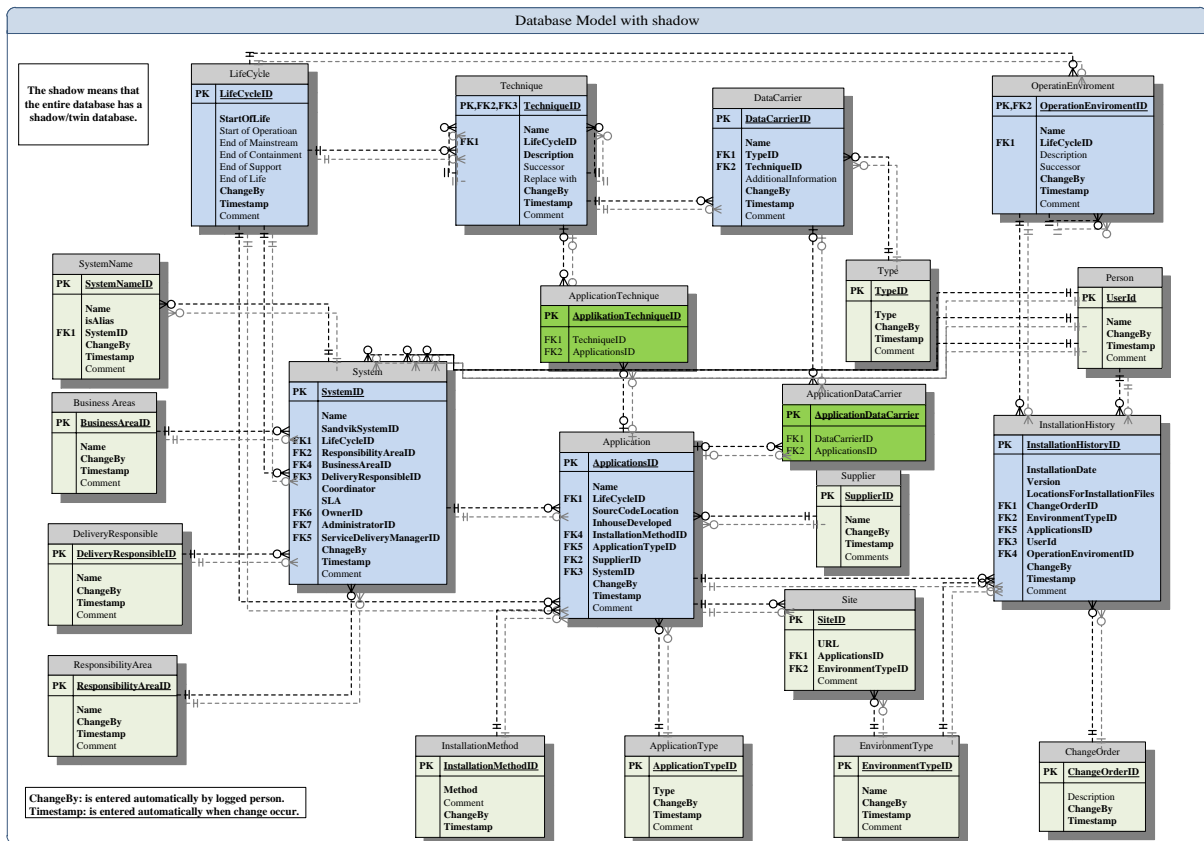 Database Model with shadow
The shadow means that
the entire database has a
shadow/twin database.
LifeCycle
PK LifeCycleID
StartOfLife
Start of Operatioan
End of Mainstream
End of Containment
End of Support
End of Life
ChangeBy
Timestamp
Comment
Technique
PK,FK2,FK3 TechniqueID
Name
FK1 LifeCycleID
Description
Successor
Replace with
ChangeBy
Timestamp
Comment
DataCarrier
PK DataCarrierID
Name
FK1 TypeID
FK2 TechniqueID
AdditionalInformation
ChangeBy
Timestamp
Comment
OperatinEnviroment
PK,FK2 OperationEnviromentID
Name
FK1 LifeCycleID
Description
Successor
ChangeBy
Timestamp
Comment
SystemName
PK SystemNameID
Name
isAlias
FK1 SystemID
ChangeBy
Timestamp
Comment
ApplicationTechnique
PK ApplikationTechniqueID
FK1 TechniqueID
FK2 ApplicationsID
Type
PK TypeID
Type
ChangeBy
Timestamp
Comment
Person
PK UserId
Name
ChangeBy
Timestamp
Comment
Business Areas
PK BusinessAreaID
Name
ChangeBy
Timestamp
Comment
System
PK SystemID
Name
SandvikSystemID
FK1 LifeCycleID
FK2 ResponsibilityAreaID
FK4 BusinessAreaID
FK3 DeliveryResponsibleID
Coordinator
SLA
FK6 OwnerID
FK7 AdministratorID
FK5 ServiceDeliveryManagerID
ChnageBy
Timestamp
Comment
Application
PK ApplicationsID
Name
FK1 LifeCycleID
SourcCodeLocation
InhouseDeveloped
FK4 InstallationMethodID
FK5 ApplicationTypeID
FK2 SupplierID
FK3 SystemID
ChangeBy
Timestamp
Comment
ApplicationDataCarrier
PK ApplicationDataCarrier
FK1 DataCarrierID
FK2 ApplicationsID
Supplier
PK SupplierID
Name
ChangeBy
Timestamp
Comments
InstallationHistory
PK InstallationHistoryID
InstallationDate
Version
LocationsForInstallationFiles
FK1 ChangeOrderID
FK2 EnvironmentTypeID
FK5 ApplicationsID
FK3 UserId
FK4 OperationEnviromentID
ChangeBy
Timestamp
Comment
DeliveryResponsible
PK DeliveryResponsibleID
Name
ChangeBy
Timestamp
Comment
Site
PK SiteID
URL
FK1 ApplicationsID
FK2 EnvironmentTypeID
Comment
ResponsibilityArea
PK ResponsibilityAreaID
Name
ChangeBy
Timestamp
Comment
InstallationMethod
PK InstallationMethodID
Method
Comment
ChangeBy
Timestamp
ApplicationType
PK ApplicationTypeID
Type
ChangeBy
Timestamp
Comment
EnvironmentType
PK EnvironmentTypeID
Name
ChangeBy
Timestamp
Comment
ChangeOrder
PK ChangeOrderID
Description
ChangeBy
Timestamp
ChangeBy: is entered automatically by logged person.
Timestamp: is entered automatically when change occur.